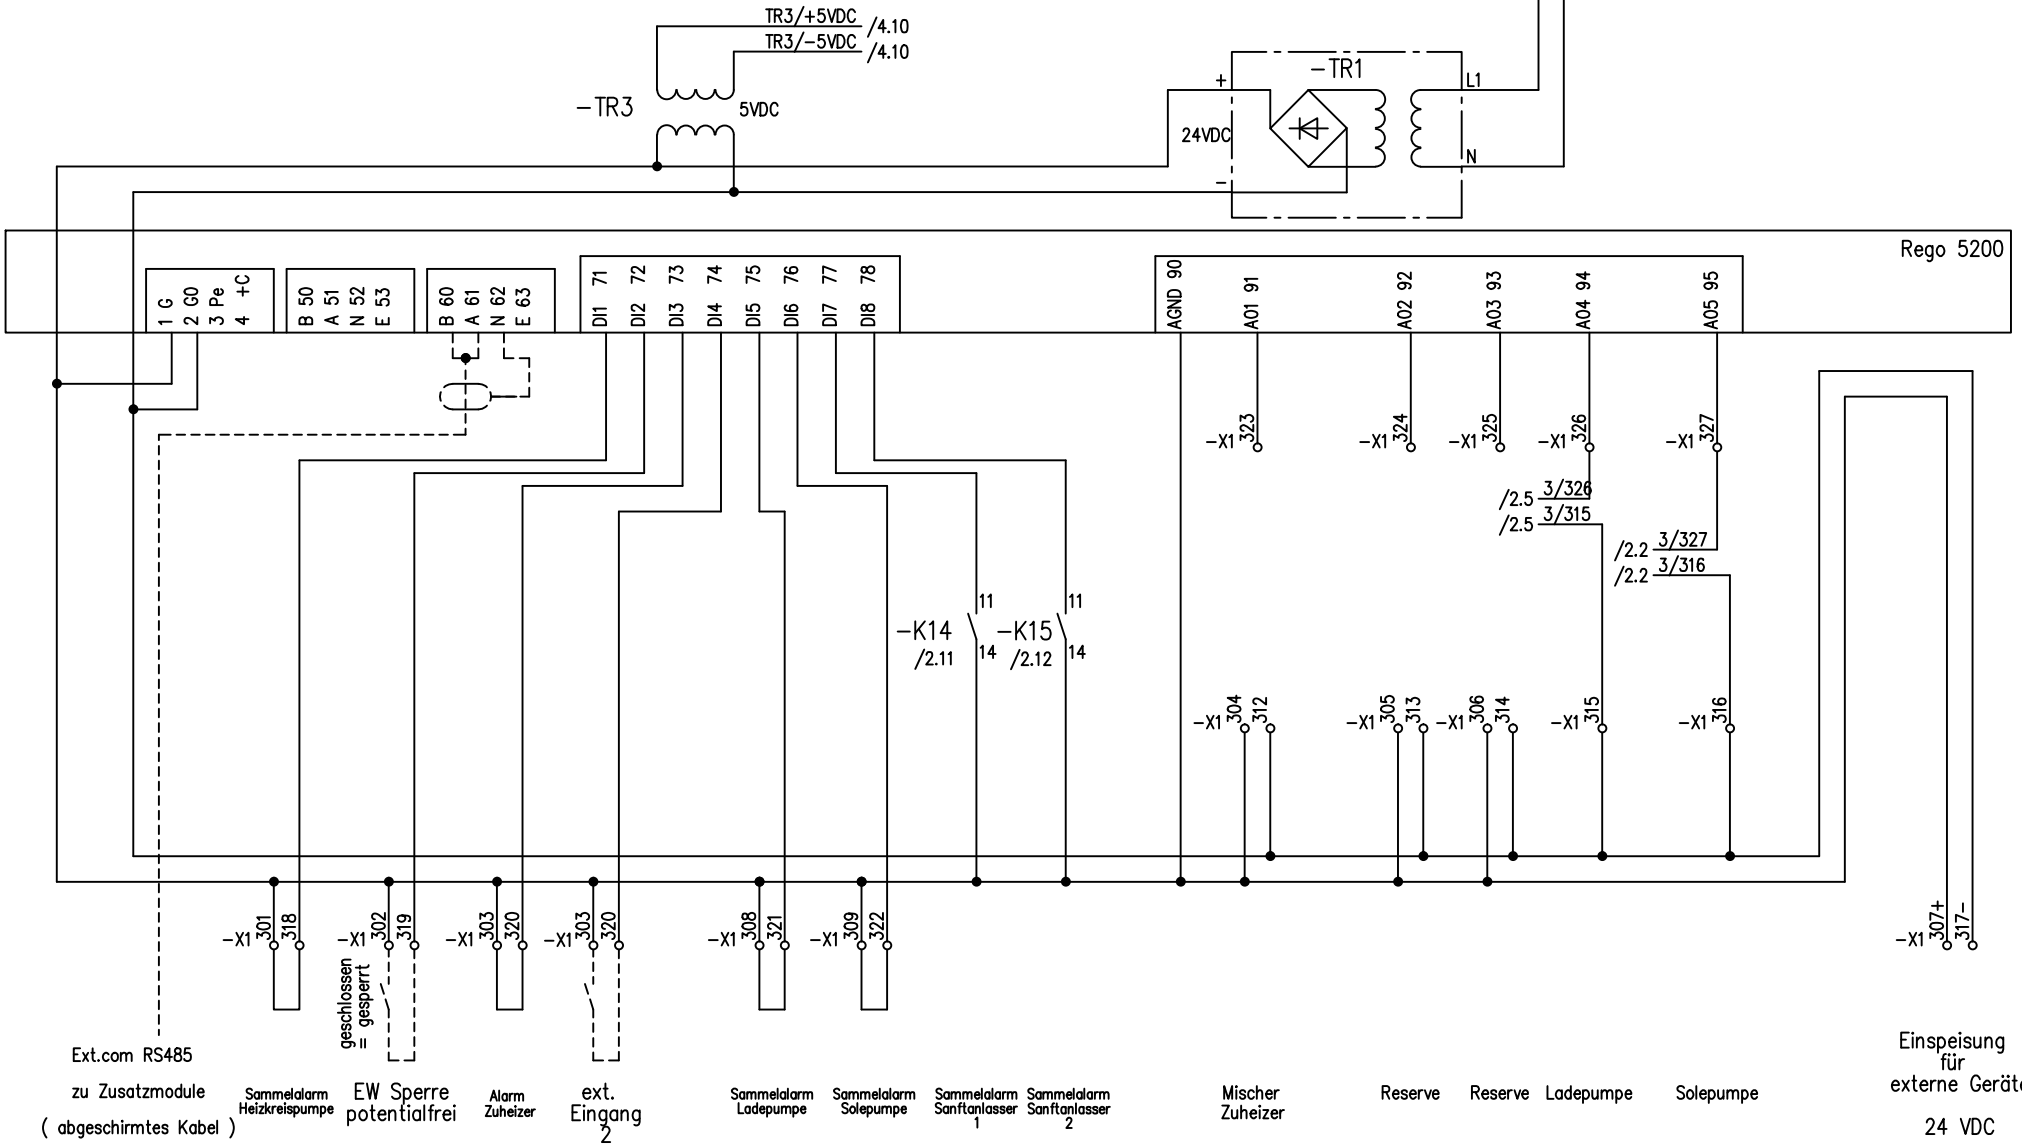 TR3/+5VDC /4.10
TR3/-5VDC /4.10
-TR3
5VDC
-TR1
+
24VDC
-
L1
N
Rego 5200
1 G
2 G0
3 Pe
4 +C
B 50
A 51
N 52
E 53
B 60
A 61
N 62
E 63
DI1 71
DI2 72
DI3 73
DI4 74
DI5 75
DI6 76
DI7 77
DI8 78
AGND 90
AO1 91
AO2 92
AO3 93
AO4 94
AO5 95
-X1 323
-X1 324
-X1 325
-X1 326
-X1 327
/2.5 3/326
/2.5 3/315
/2.2 3/327
/2.2 3/316
-K14
/2.11
11
14
-K15
/2.12
11
14
-X1 304 312
-X1 305 313
-X1 306 314
-X1 315
-X1 316
-X1 301 318
-X1 302 319
-X1 303 320
-X1 303 320
-X1 308 321
-X1 309 322
-X1 307+ 317-
geschlossen
= gesperrt
Ext.com RS485
zu Zusatzmodule
( abgeschirmtes Kabel )
Sammelalarm
Heizkreispumpe
EW Sperre
potentialfrei
Alarm
Zuheizer
ext.
Eingang
2
Sammelalarm
Ladepumpe
Sammelalarm
Solepumpe
Sammelalarm
Sanftanlasser
1
Sammelalarm
Sanftanlasser
2
Mischer
Zuheizer
Reserve
Reserve
Ladepumpe
Solepumpe
Einspeisung
für
externe Geräte
24 VDC